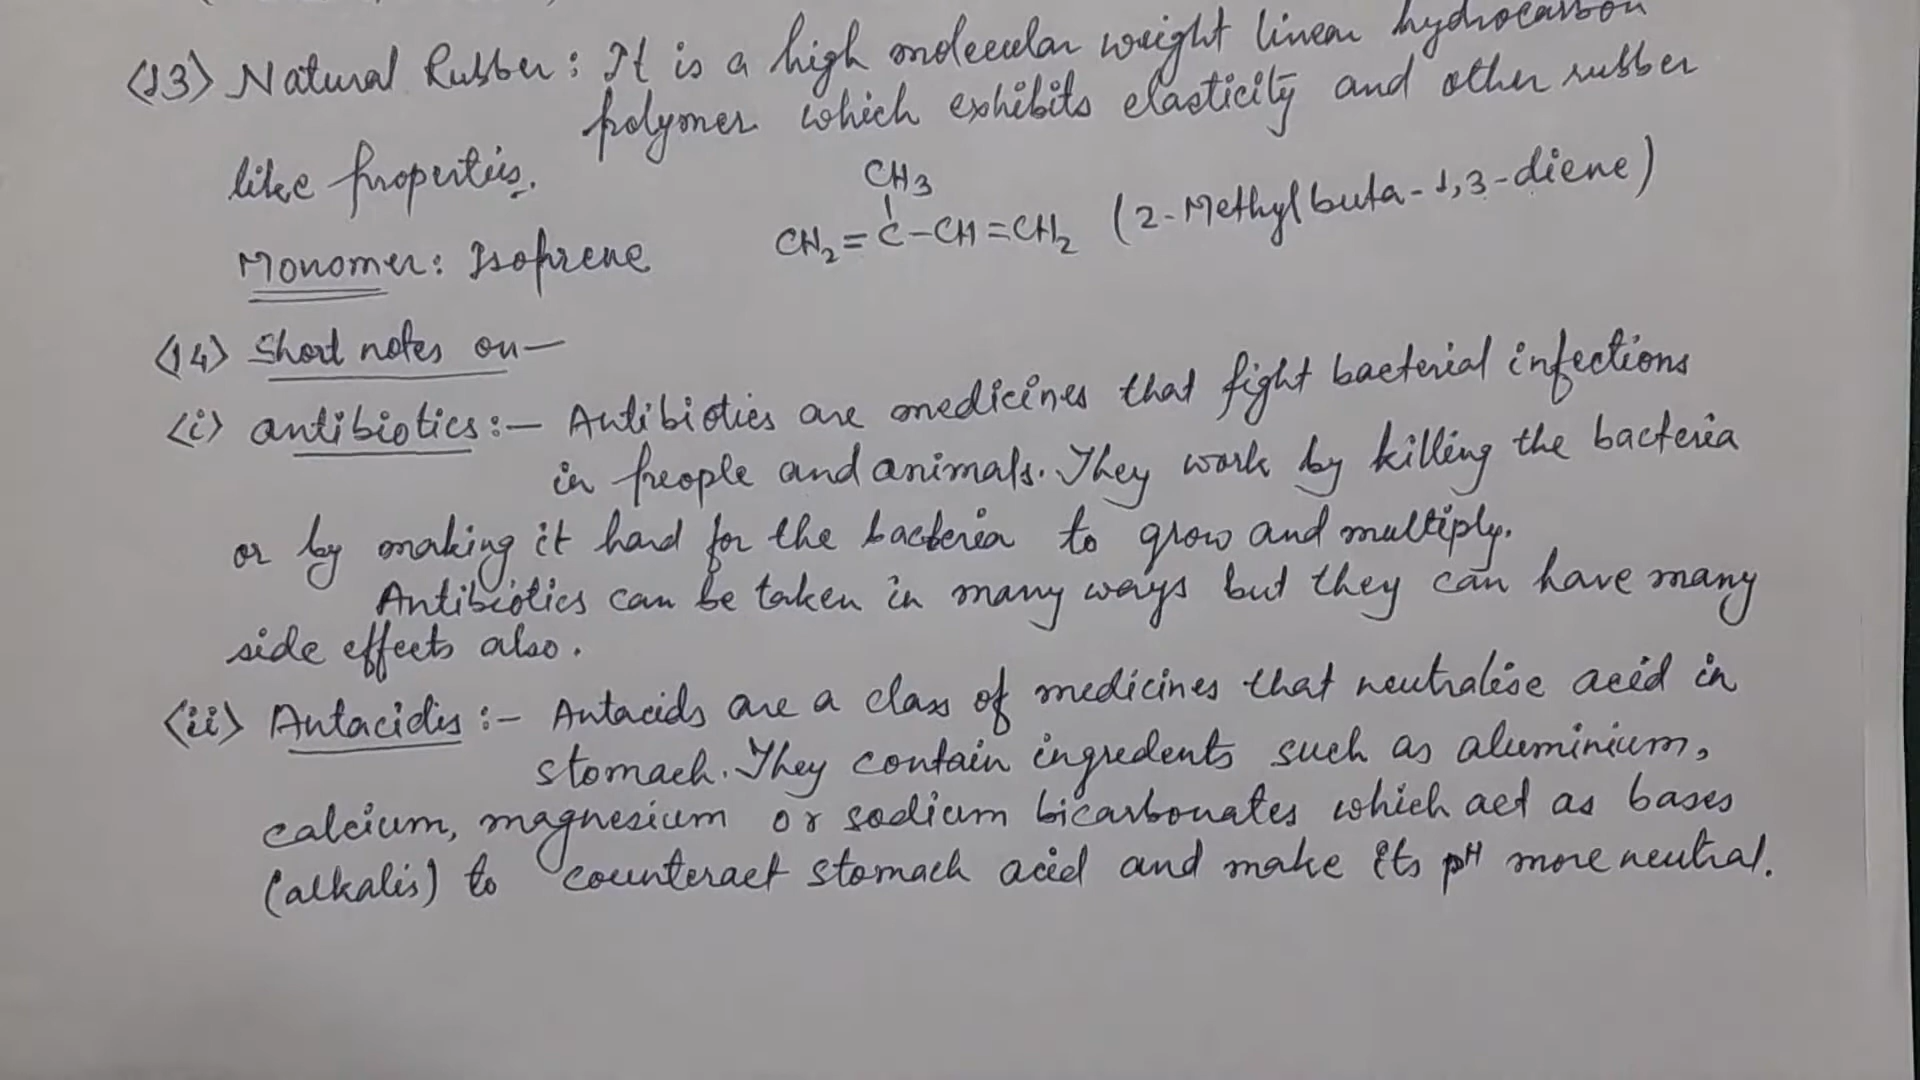 (13) Natural Rubber : It is a high molecular weight linear hydrocarbon
polymer which exhibits elasticity and other rubber
like properties.
CH3
Monomer : Isoprene CH2=C-CH=CH2 (2-Methylbuta-1,3-diene)
(14) Short notes on—
(i) antibiotics :— Antibiotics are medicines that fight bacterial infections
in people and animals. They work by killing the bacteria
or by making it hard for the bacteria to grow and multiply.
Antibiotics can be taken in many ways but they can have many
side effects also.
(ii) Antacids :— Antacids are a class of medicines that neutralise acid in
stomach. They contain ingredents such as aluminium,
calcium, magnesium or sodium bicarbonates which act as bases
(alkalis) to counteract stomach acid and make its pH more neutral.